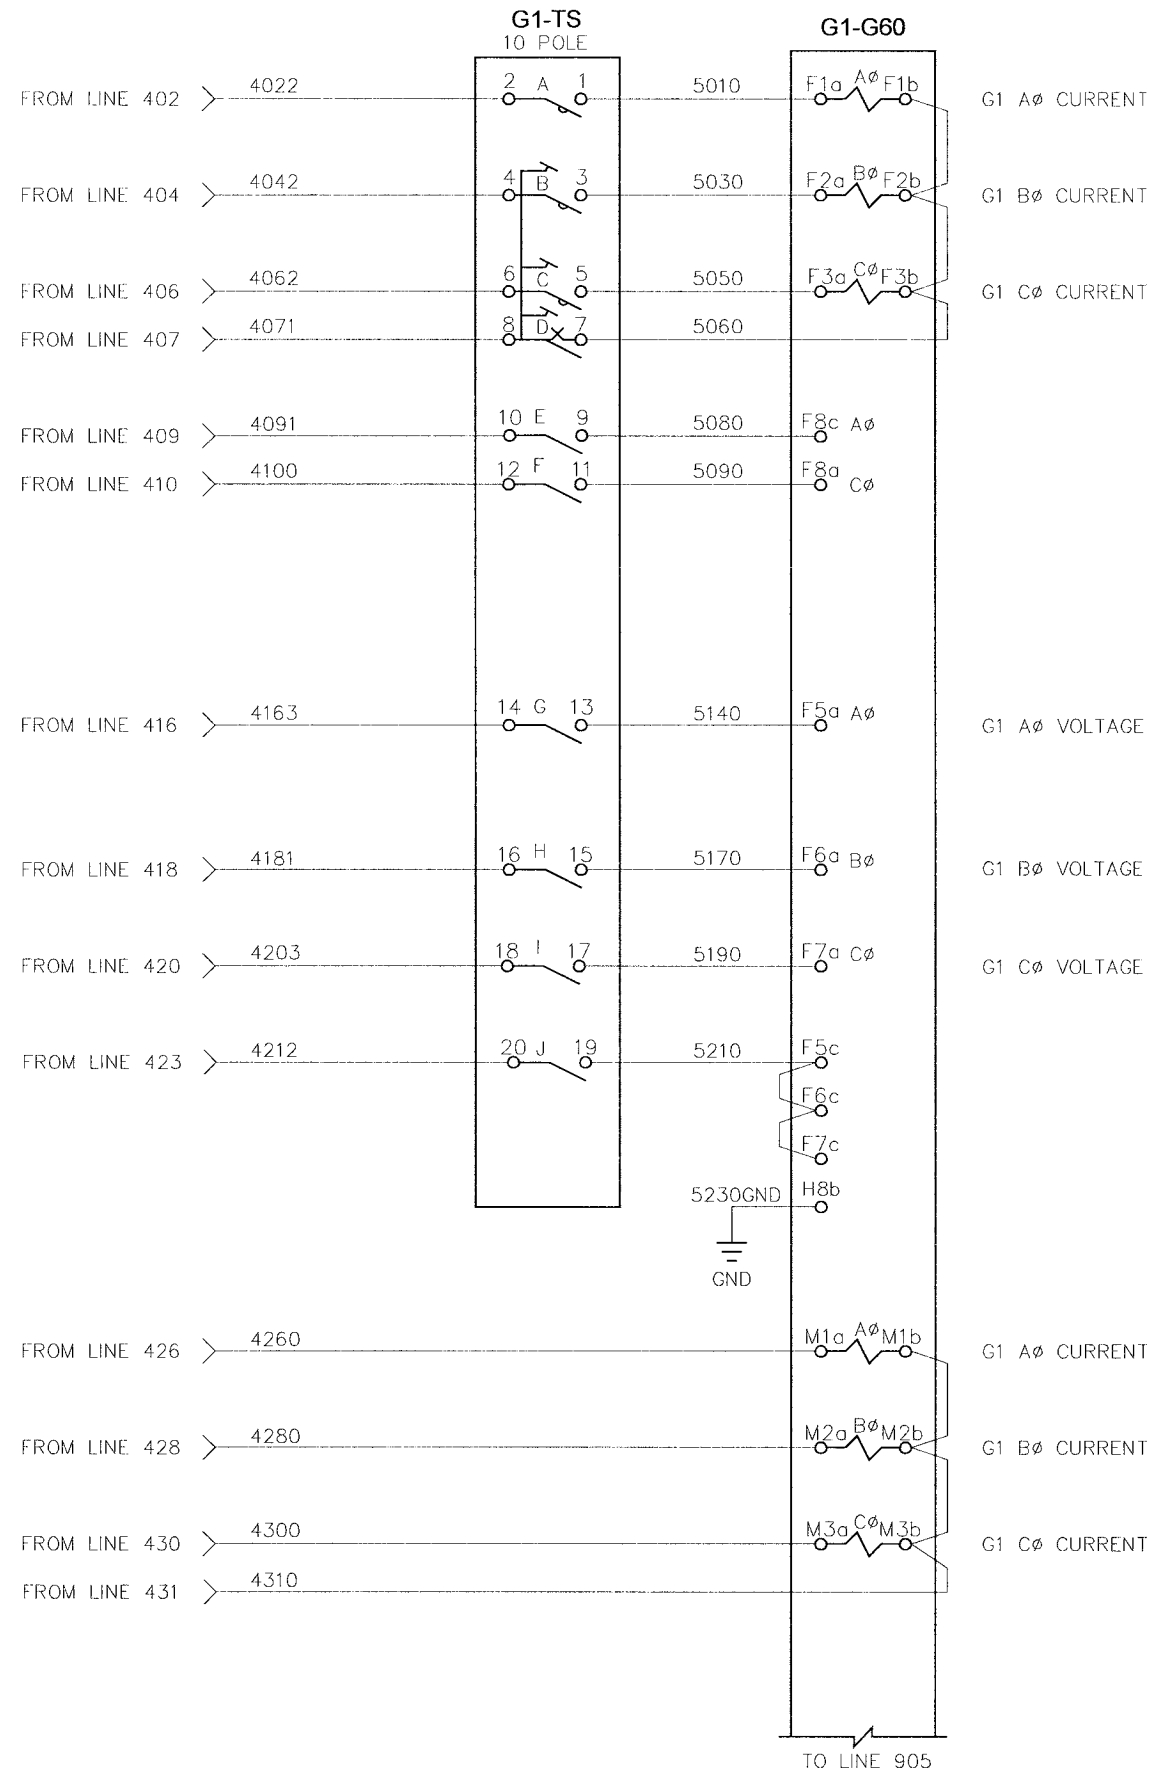 G1-TS
10 POLE
G1-G60
FROM LINE 402 4022 2 A 1 5010 F1a AØ F1b G1 AØ CURRENT
FROM LINE 404 4042 4 B 3 5030 F2a BØ F2b G1 BØ CURRENT
FROM LINE 406 4062 6 C 5 5050 F3a CØ F3b G1 CØ CURRENT
FROM LINE 407 4071 8 D 7 5060
FROM LINE 409 4091 10 E 9 5080 F8c AØ
FROM LINE 410 4100 12 F 11 5090 F8a CØ
FROM LINE 416 4163 14 G 13 5140 F5a AØ G1 AØ VOLTAGE
FROM LINE 418 4181 16 H 15 5170 F6a BØ G1 BØ VOLTAGE
FROM LINE 420 4203 18 I 17 5190 F7a CØ G1 CØ VOLTAGE
FROM LINE 423 4212 20 J 19 5210 F5c
F6c
F7c
5230GND H8b
GND
FROM LINE 426 4260 M1a AØ M1b G1 AØ CURRENT
FROM LINE 428 4280 M2a BØ M2b G1 BØ CURRENT
FROM LINE 430 4300 M3a CØ M3b G1 CØ CURRENT
FROM LINE 431 4310
TO LINE 905